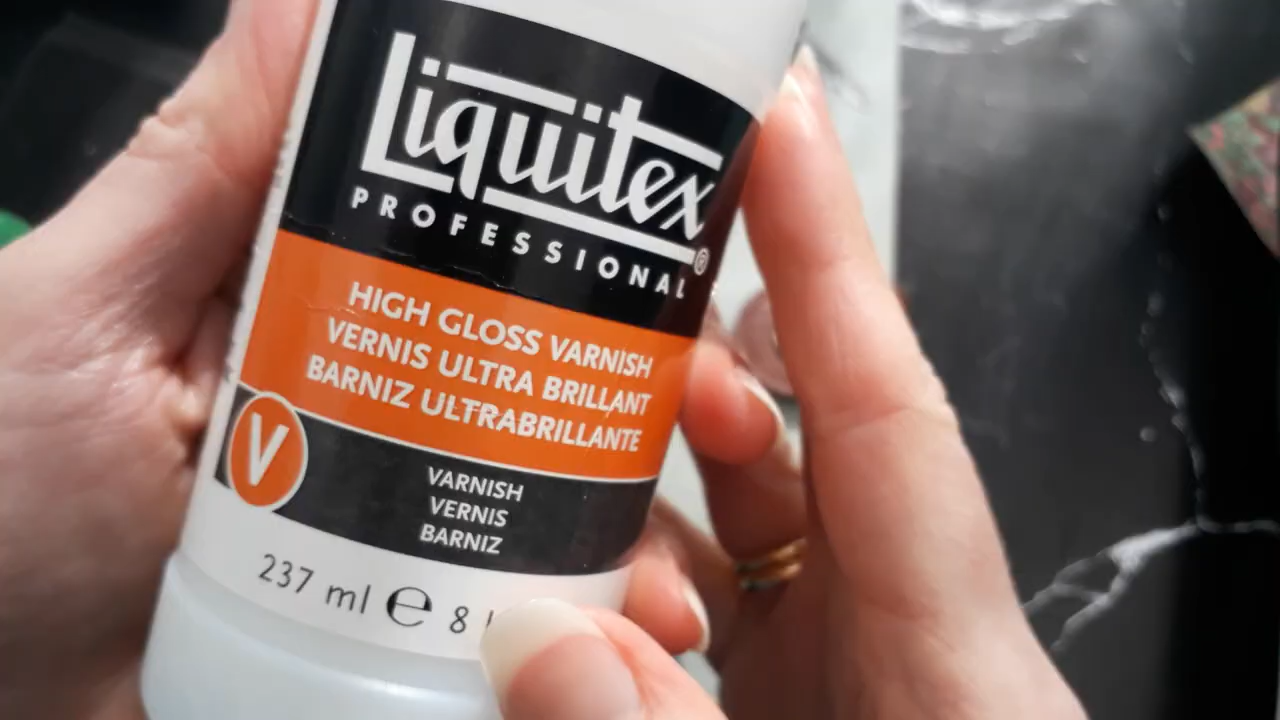 Liquitex®
PROFESSIONAL
HIGH GLOSS VARNISH
VERNIS ULTRA BRILLANT
BARNIZ ULTRABRILLANTE
V
VARNISH
VERNIS
BARNIZ
237 ml ℮ 8